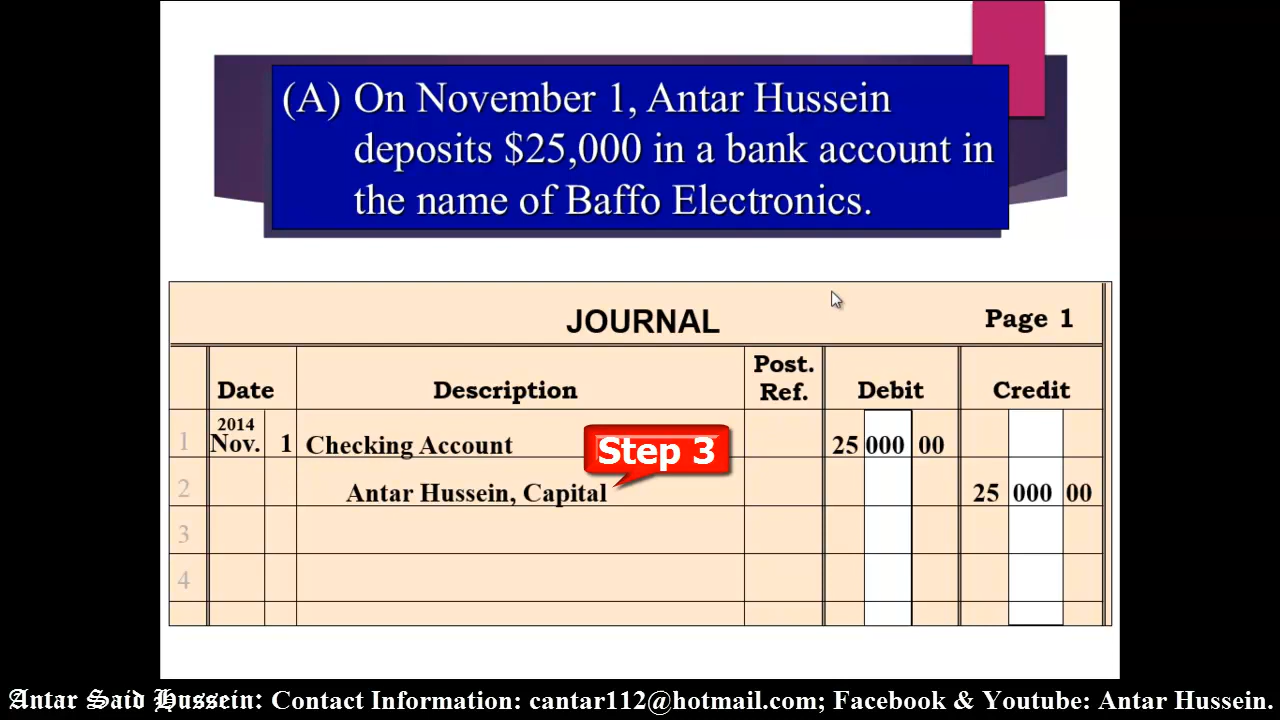 (A) On November 1, Antar Hussein
deposits $25,000 in a bank account in
the name of Baffo Electronics.
JOURNAL Page 1
Date Description Post. Ref. Debit Credit
1 2014 Nov. 1 Checking Account 25 000 00
Step 3
2 Antar Hussein, Capital 25 000 00
3
4
Antar Said Hussein: Contact Information: cantar112@hotmail.com; Facebook & Youtube: Antar Hussein.